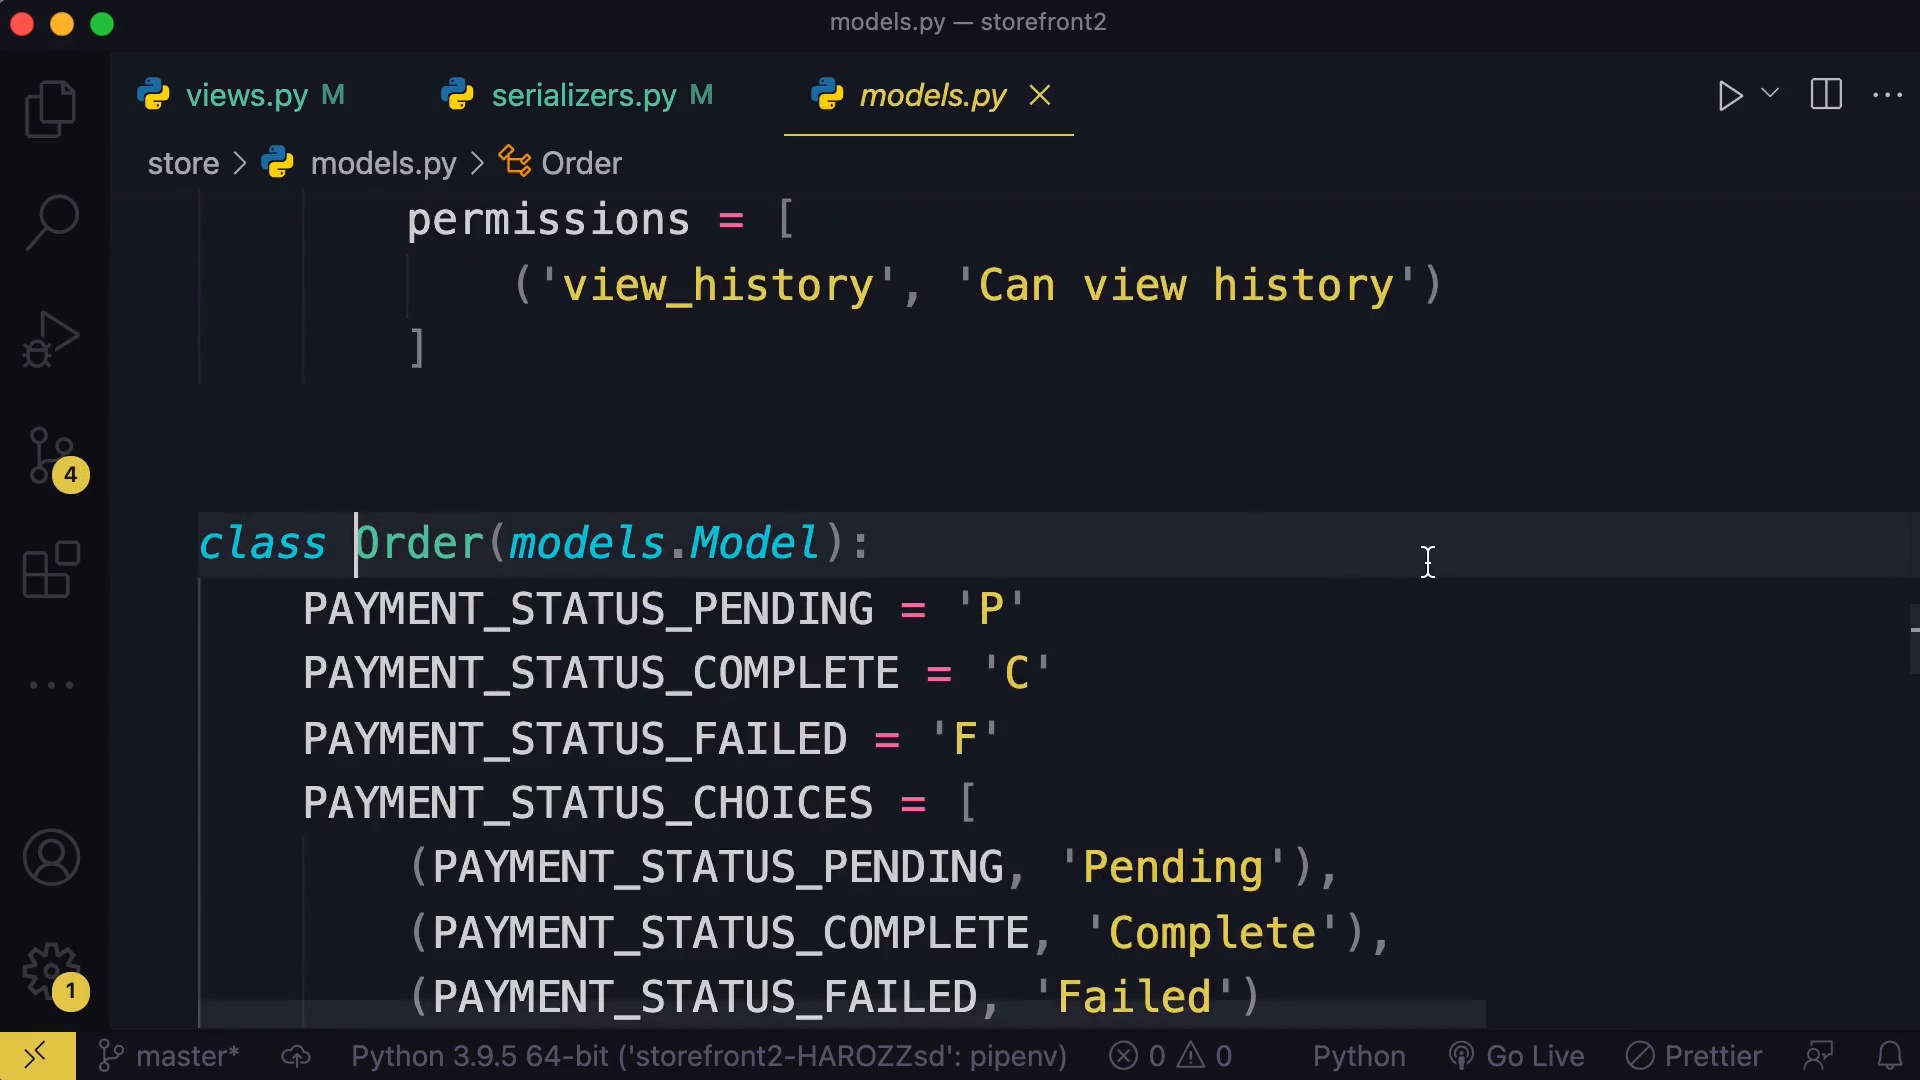 models.py — storefront2
views.py M serializers.py M models.py
store > models.py > Order
permissions = [
('view_history', 'Can view history')
]
class Order(models.Model):
PAYMENT_STATUS_PENDING = 'P'
PAYMENT_STATUS_COMPLETE = 'C'
PAYMENT_STATUS_FAILED = 'F'
PAYMENT_STATUS_CHOICES = [
(PAYMENT_STATUS_PENDING, 'Pending'),
(PAYMENT_STATUS_COMPLETE, 'Complete'),
(PAYMENT_STATUS_FAILED, 'Failed')
4
1
master* Python 3.9.5 64-bit ('storefront2-HAROZZsd': pipenv) 0 0 Python Go Live Prettier